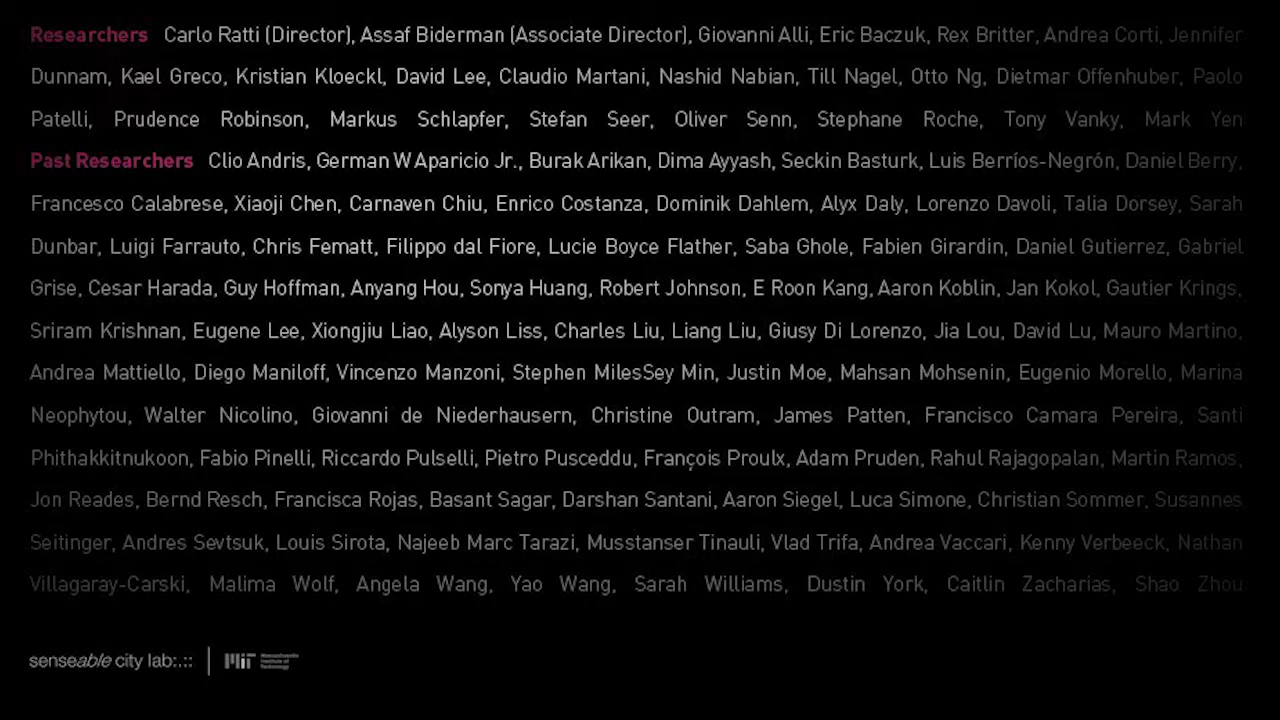 Researchers Carlo Ratti (Director), Assaf Biderman (Associate Director), Giovanni Alli, Eric Baczuk, Rex Britter, Andrea Corti, Jennifer
Dunnam, Kael Greco, Kristian Kloeckl, David Lee, Claudio Martani, Nashid Nabian, Till Nagel, Otto Ng, Dietmar Offenhuber, Paolo
Patelli, Prudence Robinson, Markus Schlapfer, Stefan Seer, Oliver Senn, Stephane Roche, Tony Vanky, Mark Yen
Past Researchers Clio Andris, German W Aparicio Jr., Burak Arikan, Dima Ayyash, Seckin Basturk, Luis Berríos-Negrón, Daniel Berry,
Francesco Calabrese, Xiaoji Chen, Carnaven Chiu, Enrico Costanza, Dominik Dahlem, Alyx Daly, Lorenzo Davoli, Talia Dorsey, Sarah
Dunbar, Luigi Farrauto, Chris Fematt, Filippo dal Fiore, Lucie Boyce Flather, Saba Ghole, Fabien Girardin, Daniel Gutierrez, Gabriel
Grise, Cesar Harada, Guy Hoffman, Anyang Hou, Sonya Huang, Robert Johnson, E Roon Kang, Aaron Koblin, Jan Kokol, Gautier Krings,
Sriram Krishnan, Eugene Lee, Xiongjiu Liao, Alyson Liss, Charles Liu, Liang Liu, Giusy Di Lorenzo, Jia Lou, David Lu, Mauro Martino,
Andrea Mattiello, Diego Maniloff, Vincenzo Manzoni, Stephen MilesSey Min, Justin Moe, Mahsan Mohsenin, Eugenio Morello, Marina
Neophytou, Walter Nicolino, Giovanni de Niederhausern, Christine Outram, James Patten, Francisco Camara Pereira, Santi
Phithakkitnukoon, Fabio Pinelli, Riccardo Pulselli, Pietro Pusceddu, François Proulx, Adam Pruden, Rahul Rajagopalan, Martin Ramos,
Jon Reades, Bernd Resch, Francisca Rojas, Basant Sagar, Darshan Santani, Aaron Siegel, Luca Simone, Christian Sommer, Susannes
Seitinger, Andres Sevtsuk, Louis Sirota, Najeeb Marc Tarazi, Musstanser Tinauli, Vlad Trifa, Andrea Vaccari, Kenny Verbeeck, Nathan
Villagaray-Carski, Malima Wolf, Angela Wang, Yao Wang, Sarah Williams, Dustin York, Caitlin Zacharias, Shao Zhou
senseable city lab:.:: MIT Massachusetts
Institute of
Technology